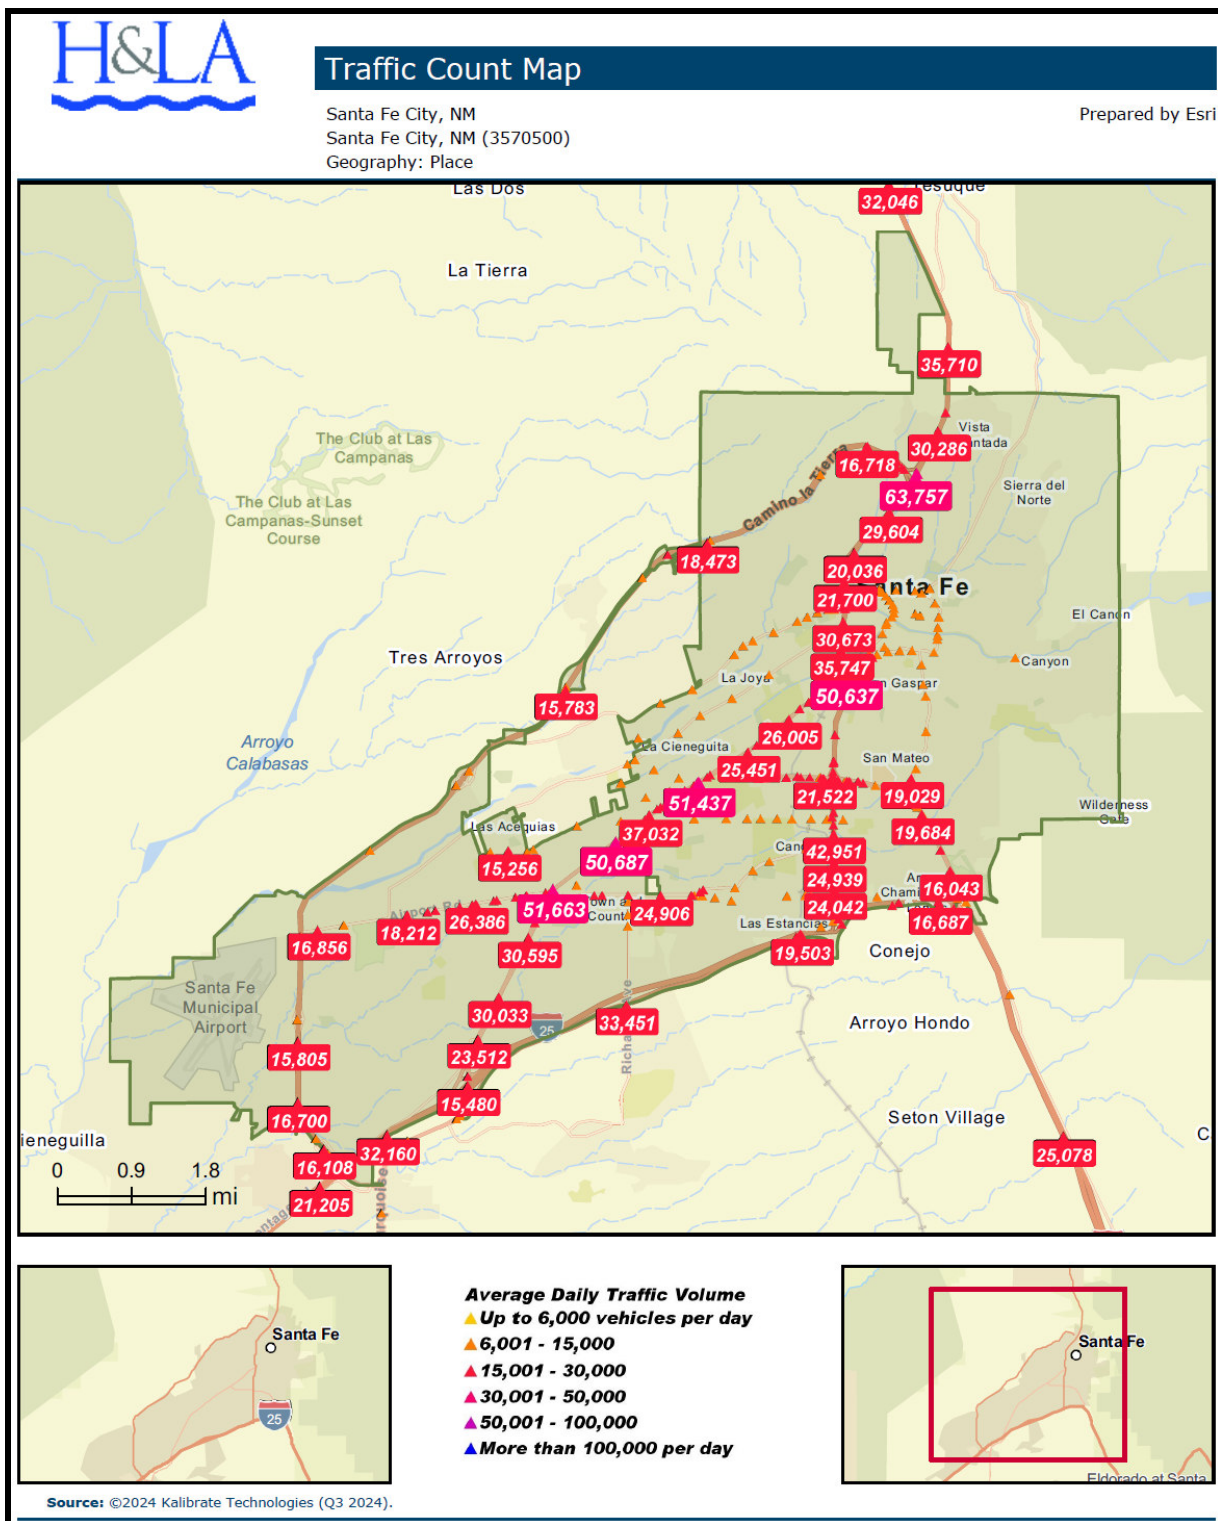 H&LA
Traffic Count Map
Santa Fe City, NM
Prepared by Esri
Santa Fe City, NM (3570500)
Geography: Place
Las Dos
Tesuque
32,046
La Tierra
35,710
The Club at Las
Campanas
Vista
30,286
16,718
Camino la Tierra
63,757
Sierra del
Norte
The Club at Las
Campanas-Sunset
Course
29,604
18,473
20,036
Santa Fe
21,700
El Canon
30,673
Tres Arroyos
35,747
Canyon
La Joya
50,637
15,783
26,005
Arroyo
Calabasas
La Cieneguita
San Mateo
25,451
51,437
21,522
19,029
Wilderness
Gate
Las Acequias
37,032
19,684
50,687
42,951
15,256
24,939
16,043
51,663
24,906
24,042
16,687
Airport Rd
26,386
18,212
Las Estancias
16,856
30,595
19,503
Conejo
Santa Fe
Municipal
Airport
30,033
25
33,451
Arroyo Hondo
15,805
23,512
15,480
16,700
Seton Village
ieneguilla
32,160
25,078
C
16,108
21,205
0 0.9 1.8
mi
Santa Fe
25
Average Daily Traffic Volume
Up to 6,000 vehicles per day
6,001 - 15,000
15,001 - 30,000
30,001 - 50,000
50,001 - 100,000
More than 100,000 per day
Santa Fe
Eldorado at Santa
Source: ©2024 Kalibrate Technologies (Q3 2024).